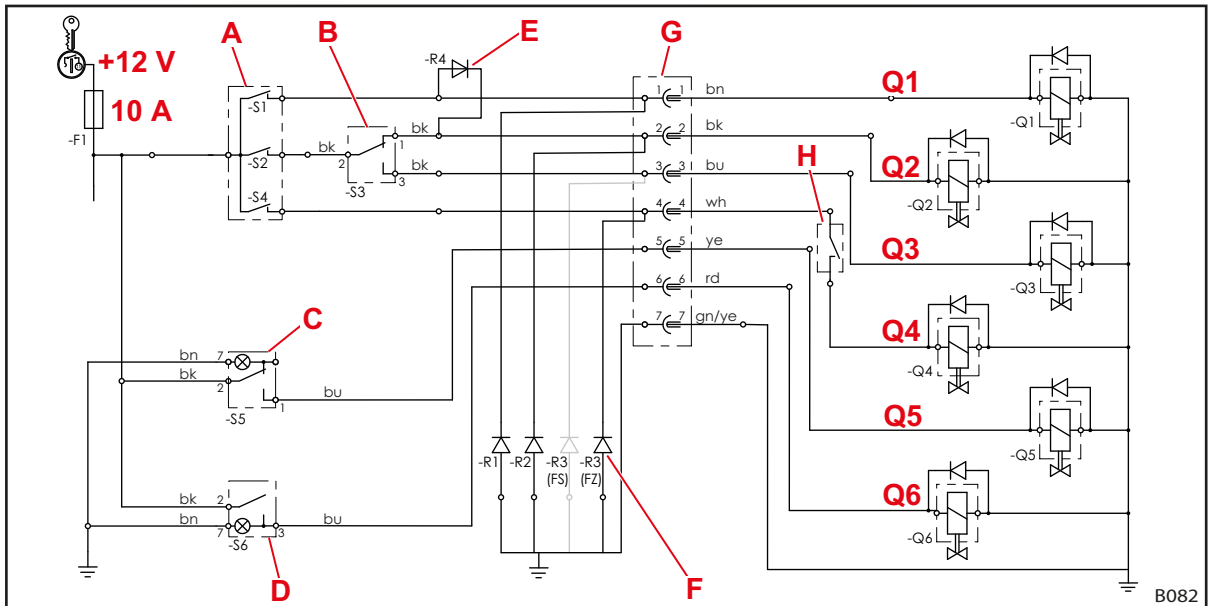 A
B
E
G
+12 V
10 A
-F1
-S1
-S2
-S4
bk
2
bk
1
bk
3
-S3
-R4
1 1 bn
2 2 bk
3 3 bu
4 4 wh
5 5 ye
6 6 rd
7 7 gn/ye
H
Q1
-Q1
Q2
-Q2
Q3
-Q3
Q4
-Q4
Q5
-Q5
Q6
-Q6
C
bn 7
bk 2
1 bu
-S5
bk 2
bn 7
3 bu
-S6
D
-R1
-R2
-R3
(FS)
-R3
(FZ)
F
B082